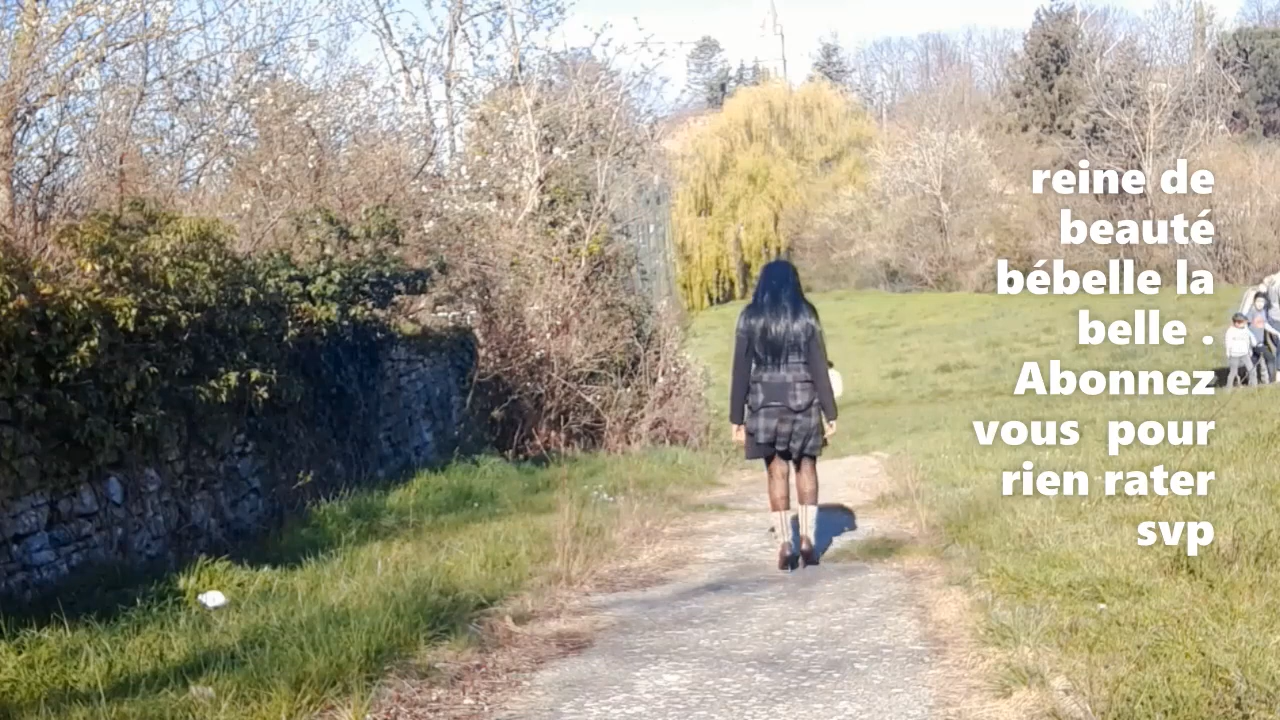 reine de
beauté
bébelle la
belle .
Abonnez
vous  pour
rien rater
svp